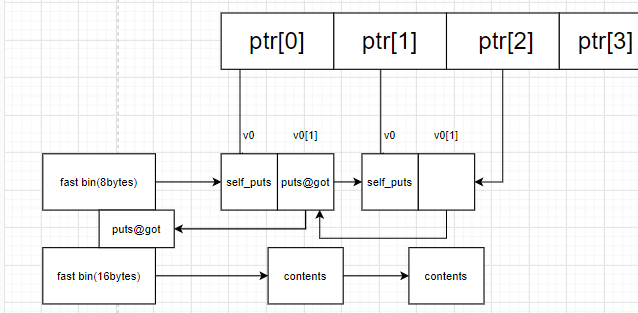 ptr[0] ptr[1] ptr[2] ptr[3]
v0 v0[1] v0 v0[1]
fast bin(8bytes) self_puts puts@got self_puts
puts@got
fast bin(16bytes) contents contents